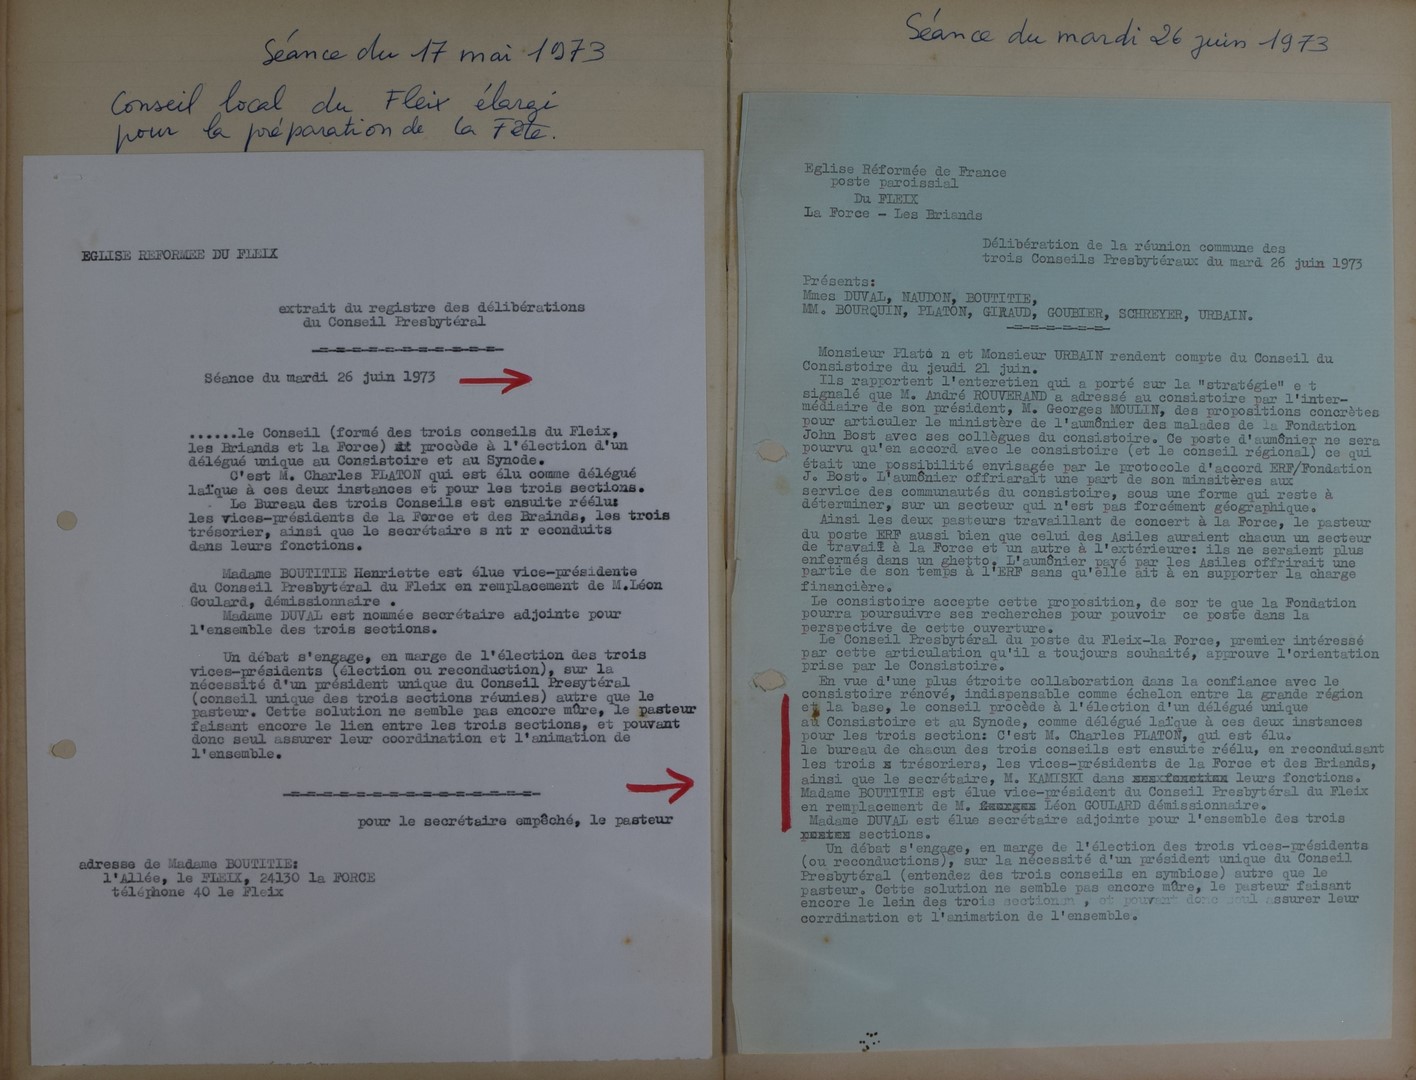 Séance du 17 mai 1973
Conseil local du Fleix élargi
pour la préparation de la Fête.
EGLISE REFORMEE DU FLEIX
extrait du registre des délibérations
du Conseil Presbytéral
Séance du mardi 26 juin 1973
......le Conseil (formé des trois conseils du Fleix,
les Briands et la Force) procède à l'élection d'un
délégué unique au Consistoire et au Synode.
C'est M. Charles PLATON qui est élu comme délégué
laïque à ces deux instances et pour les trois sections.
Le Bureau des trois Conseils est ensuite réélu:
les vices-présidents de la Force et des Brainds, les trois
trésorier, ainsi que le secrétaire s nt r econduits
dans leurs fonctions.
Madame BOUTITIE Henriette est élue vice-présidente
du Conseil Presbytéral du Fleix en remplacement de M.Léon
Goulard, démissionnaire .
Madame DUVAL est nommée secrétaire adjointe pour
l'ensemble des trois sections.
Un débat s'engage, en marge de l'élection des trois
vices-présidents (élection ou reconduction), sur la
nécessité d'un président unique du Conseil Presytéral
(conseil unique des trois sections réunies) autre que le
pasteur. Cette solution ne semble pas encore mûre, le pasteur
faisant encore le lien entre les trois sections, et pouvant
donc seul assurer leur coordination et l'animation de
l'ensemble.
pour le secrétaire empâché, le pasteur
adresse de Madame BOUTITIE:
l'Allée, le FLEIX, 24130 la FORCE
téléphone 40 le Fleix
Séance du mardi 26 juin 1973
Eglise Réformée de France
poste paroissial
Du FLEIX
La Force - Les Briands
Délibération de la réunion commune des
trois Conseils Presbytéraux du mard 26 juin 1973
Présents:
Mmes DUVAL, NAUDON, BOUTITIE,
MM. BOURQUIN, PLATON, GIRAUD, GOUBIER, SCHREYER, URBAIN.
Monsieur Plato n et Monsieur URBAIN rendent compte du Conseil du
Consistoire du jeudi 21 juin.
Ils rapportent l'enteretien qui a porté sur la "stratégie" e t
signalé que M. André ROUVERAND a adressé au consistoire par l'inter-
médiaire de son président, M. Georges MOULIN, des propositions concrètes
pour articuler le ministère de l'aumônier des malades de la Fondation
John Bost avec ses collègues du consistoire. Ce poste d'aumônier ne sera
pourvu qu'en accord avec le consistoire (et le conseil régional) ce qui
était une possibilité envisagée par le protocole d'accord ERF/Fondation
J. Bost. L'aumônier offriarait une part de son minsitères aux
service des communautés du consistoire, sous une forme qui reste à
déterminer, sur un secteur qui n'est pas forcément géographique.
Ainsi les deux pasteurs travaillant de concert à la Force, le pasteur
du poste ERF aussi bien que celui des Asiles auraient chacun un secteur
de travail à la Force et un autre à l'extérieure: ils ne seraient plus
enfermés dans un ghetto. L'aumônier payé par les Asiles offrirait une
partie de son temps à l'ERF sans qu'elle ait à en supporter la charge
financière.
Le consistoire accepte cette proposition, de sor te que la Fondation
pourra poursuivre ses recherches pour pouvoir ce poste dans la
perspective de cette ouverture.
Le Conseil Presbytéral du poste du Fleix-la Force, premier intéressé
par cette articulation qu'il a toujours souhaité, approuve l'orientation
prise par le Consistoire.
En vue d'une plus étroite collaboration dans la confiance avec le
consistoire rénové, indispensable comme échelon entre la grande région
et la base, le conseil procède à l'élection d'un délégué unique
au Consistoire et au Synode, comme délégué laïque à ces deux instances
pour les trois section: C'est M. Charles PLATON, qui est élu.
le bureau de chacun des trois conseils est ensuite réélu, en reconduisant
les trois x trésoriers, les vices-présidents de la Force et des Briands,
ainsi que le secrétaire, M. KAMISKI dans leurs fonctions.
Madame BOUTITIE est élue vice-président du Conseil Presbytéral du Fleix
en remplacement de M. Georges Léon GOULARD démissionnaire.
Madame DUVAL est élue secrétaire adjointe pour l'ensemble des trois
sections.
Un débat s'engage, en marge de l'élection des trois vices-présidents
(ou reconductions), sur la nécessité d'un président unique du Conseil
Presbytéral (entendez des trois conseils en symbiose) autre que le
pasteur. Cette solution ne semble pas encore mûre, le pasteur faisant
encore le lein des trois sections , et pouvant donc seul assurer leur
corrdination et l'animation de l'ensemble.